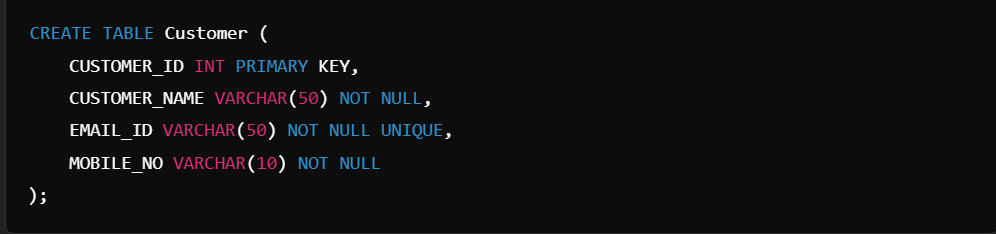 CREATE TABLE Customer (
    CUSTOMER_ID INT PRIMARY KEY,
    CUSTOMER_NAME VARCHAR(50) NOT NULL,
    EMAIL_ID VARCHAR(50) NOT NULL UNIQUE,
    MOBILE_NO VARCHAR(10) NOT NULL
);